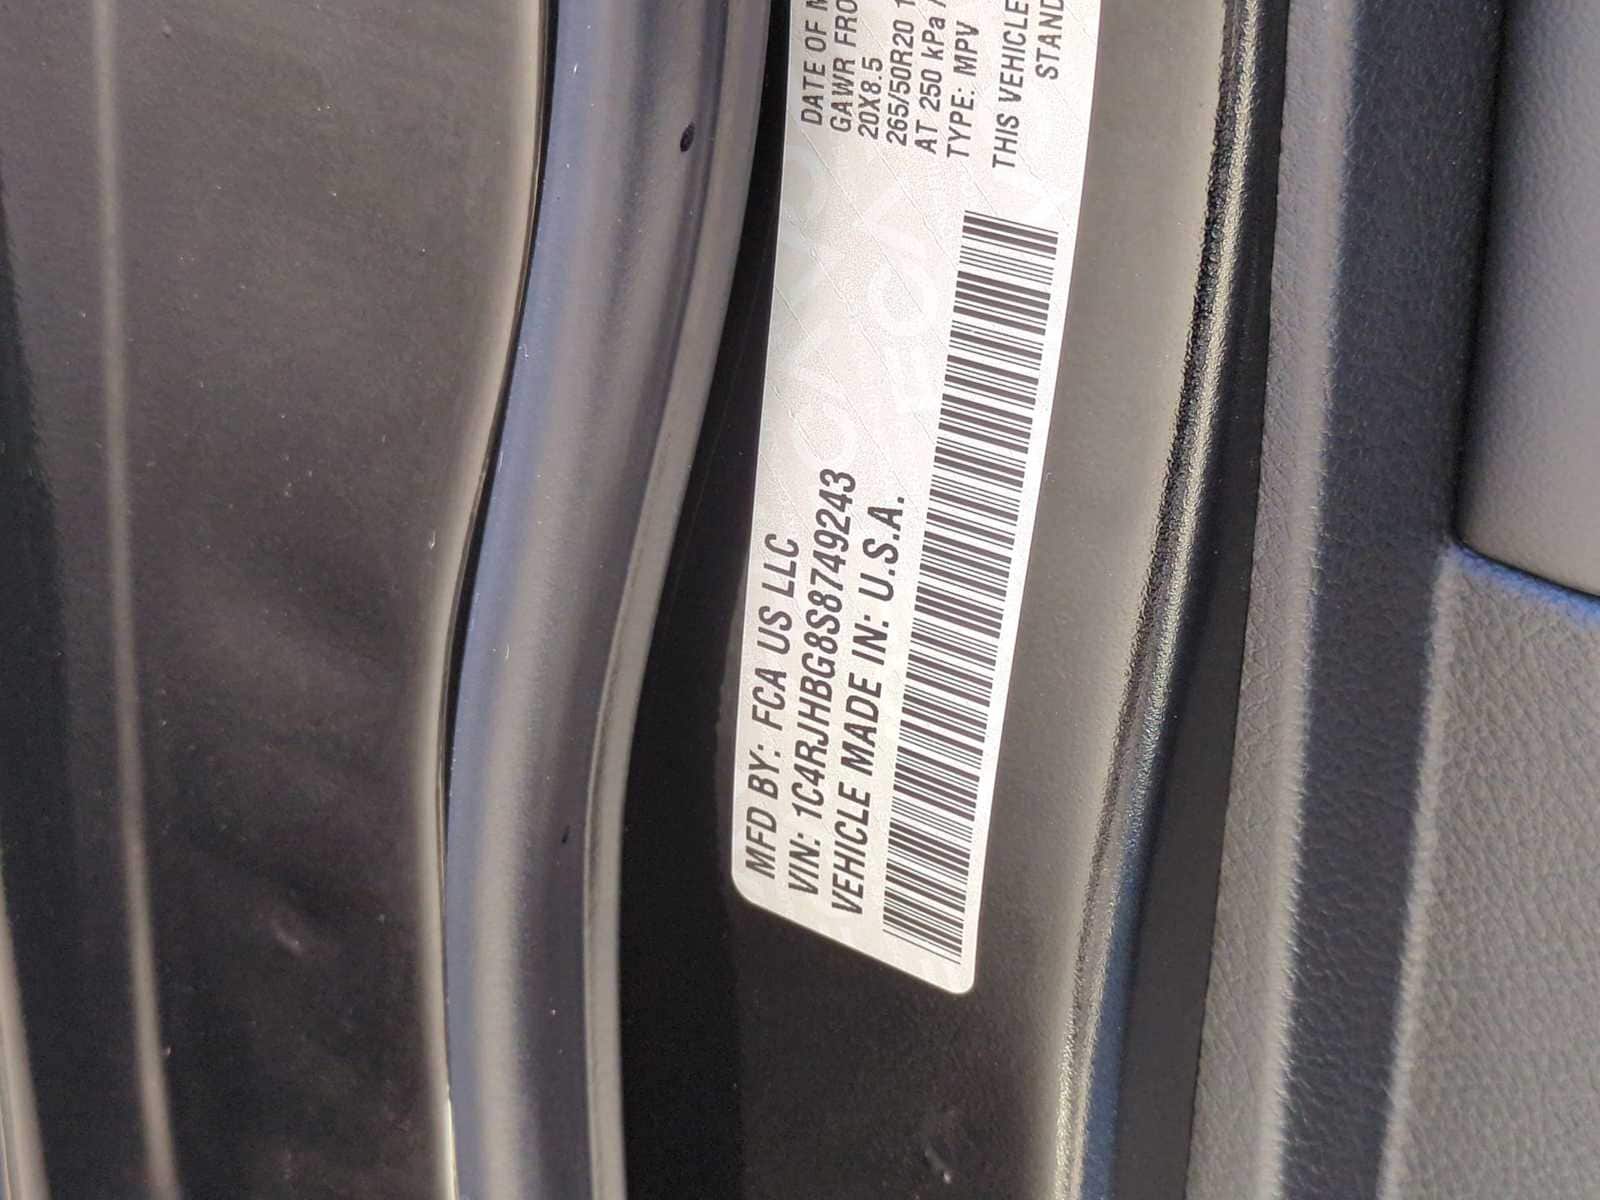 MFD BY: FCA US LLC
DATE OF M
VIN: 1C4RJHBG8S8749243
GAWR FRO
20X8.5
VEHICLE MADE IN: U.S.A.
265/50R20 1
AT 250 kPa /
TYPE: MPV
THIS VEHICLE
STAND